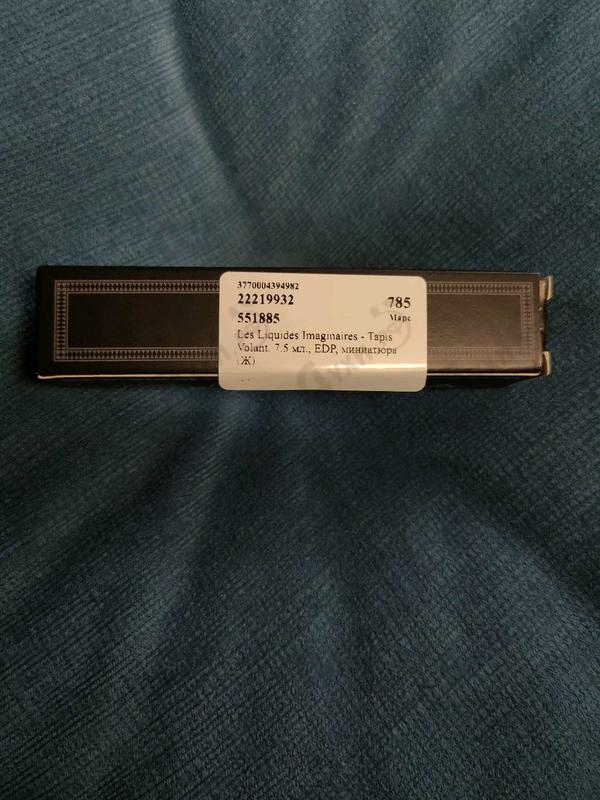 3770004394982
22219932 785
551885 Марс
Les Liquides Imaginaires - Tapis
Volant. 7.5 мл., EDP, миниатюра
(Ж)